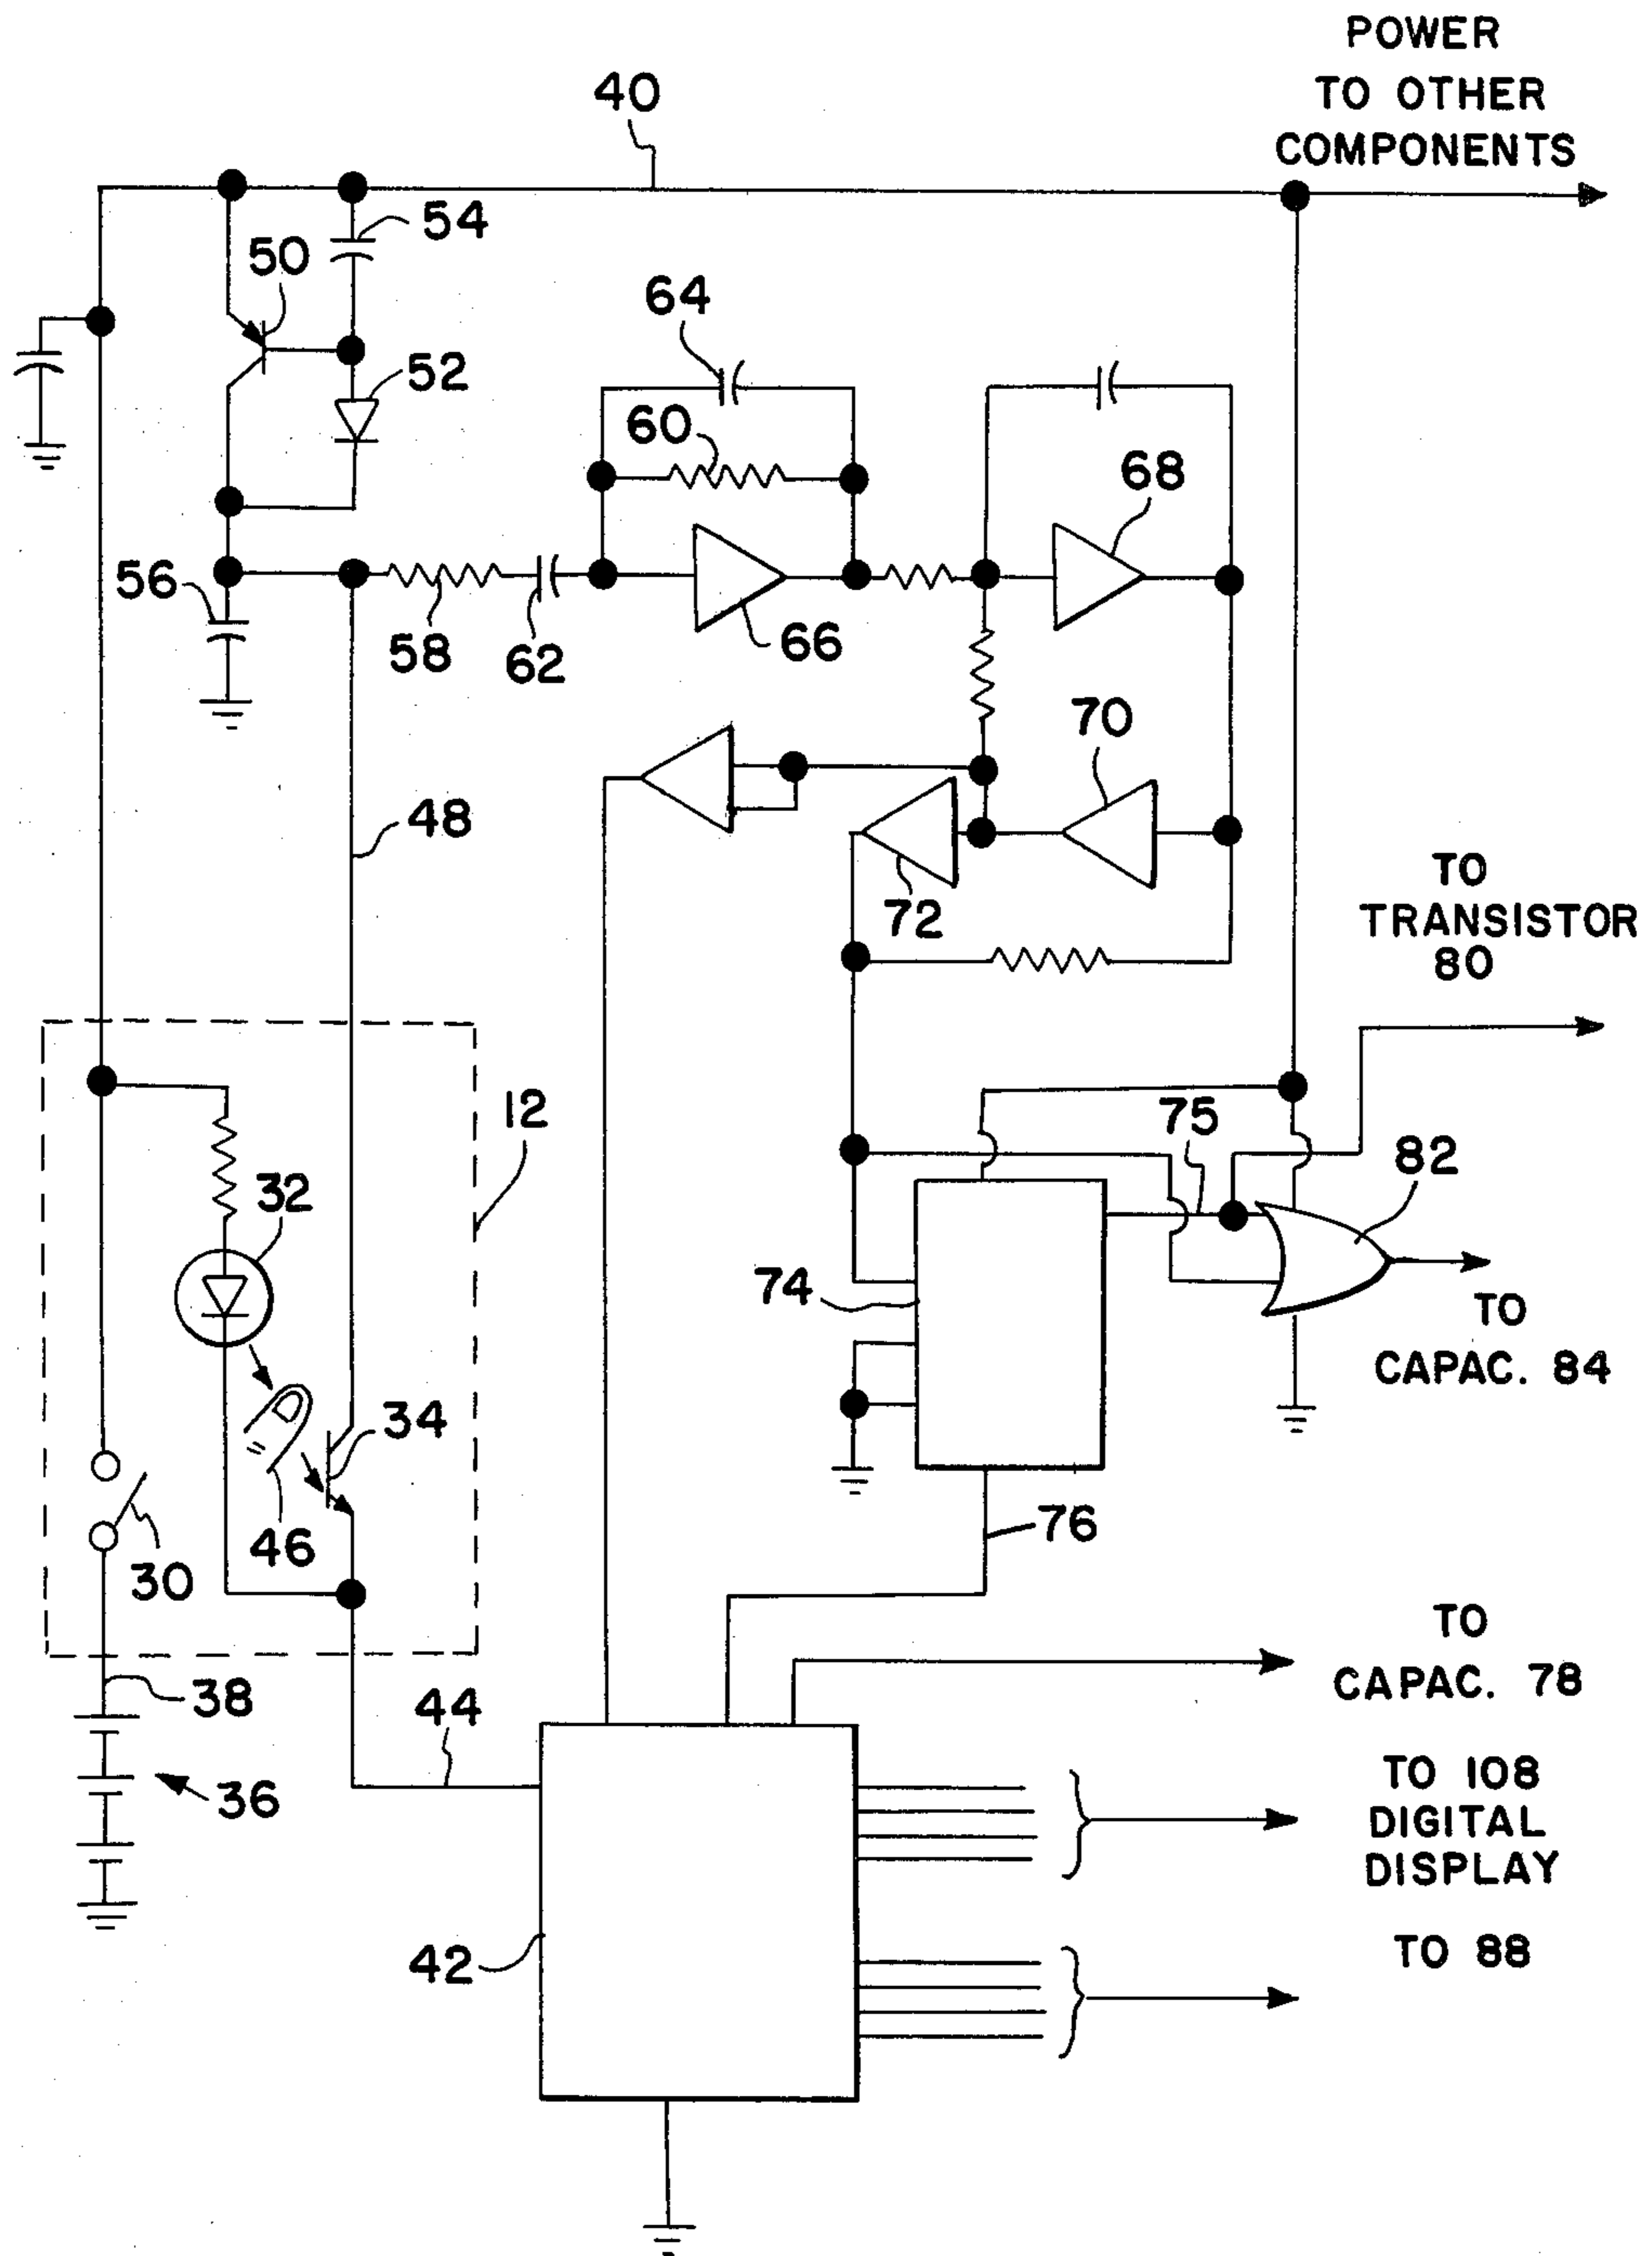 POWER
TO OTHER
COMPONENTS
40
54
50
64
52
60
68
56
58
62
66
70
48
72
TO
TRANSISTOR
80
12
75
82
32
74
TO
CAPAC. 84
34
46
30
76
TO
CAPAC. 78
38
44
36
TO 108
DIGITAL
DISPLAY
42
TO 88